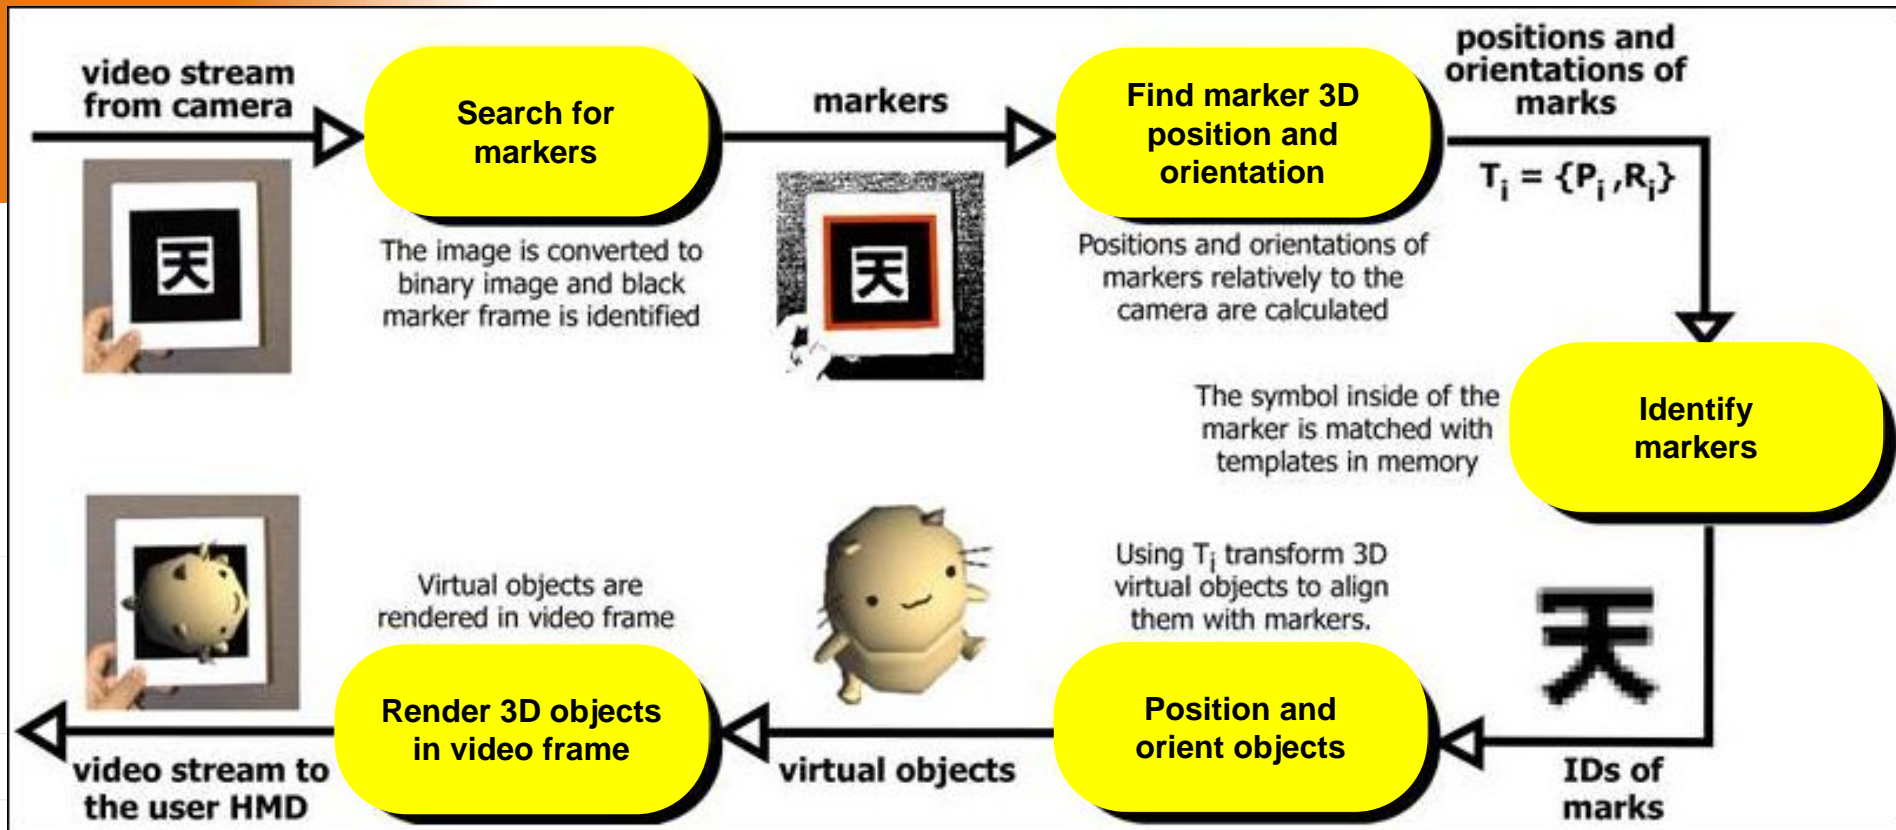 video stream
from camera
Search for
markers
markers
Find marker 3D
position and
orientation
positions and
orientations of
marks
T_i = {P_i ,R_i}
天
The image is converted to
binary image and black
marker frame is identified
天
Positions and orientations of
markers relatively to the
camera are calculated
The symbol inside of the
marker is matched with
templates in memory
Identify
markers
天
IDs of
marks
Using T_i transform 3D
virtual objects to align
them with markers.
Position and
orient objects
virtual objects
Virtual objects are
rendered in video frame
Render 3D objects
in video frame
video stream to
the user HMD